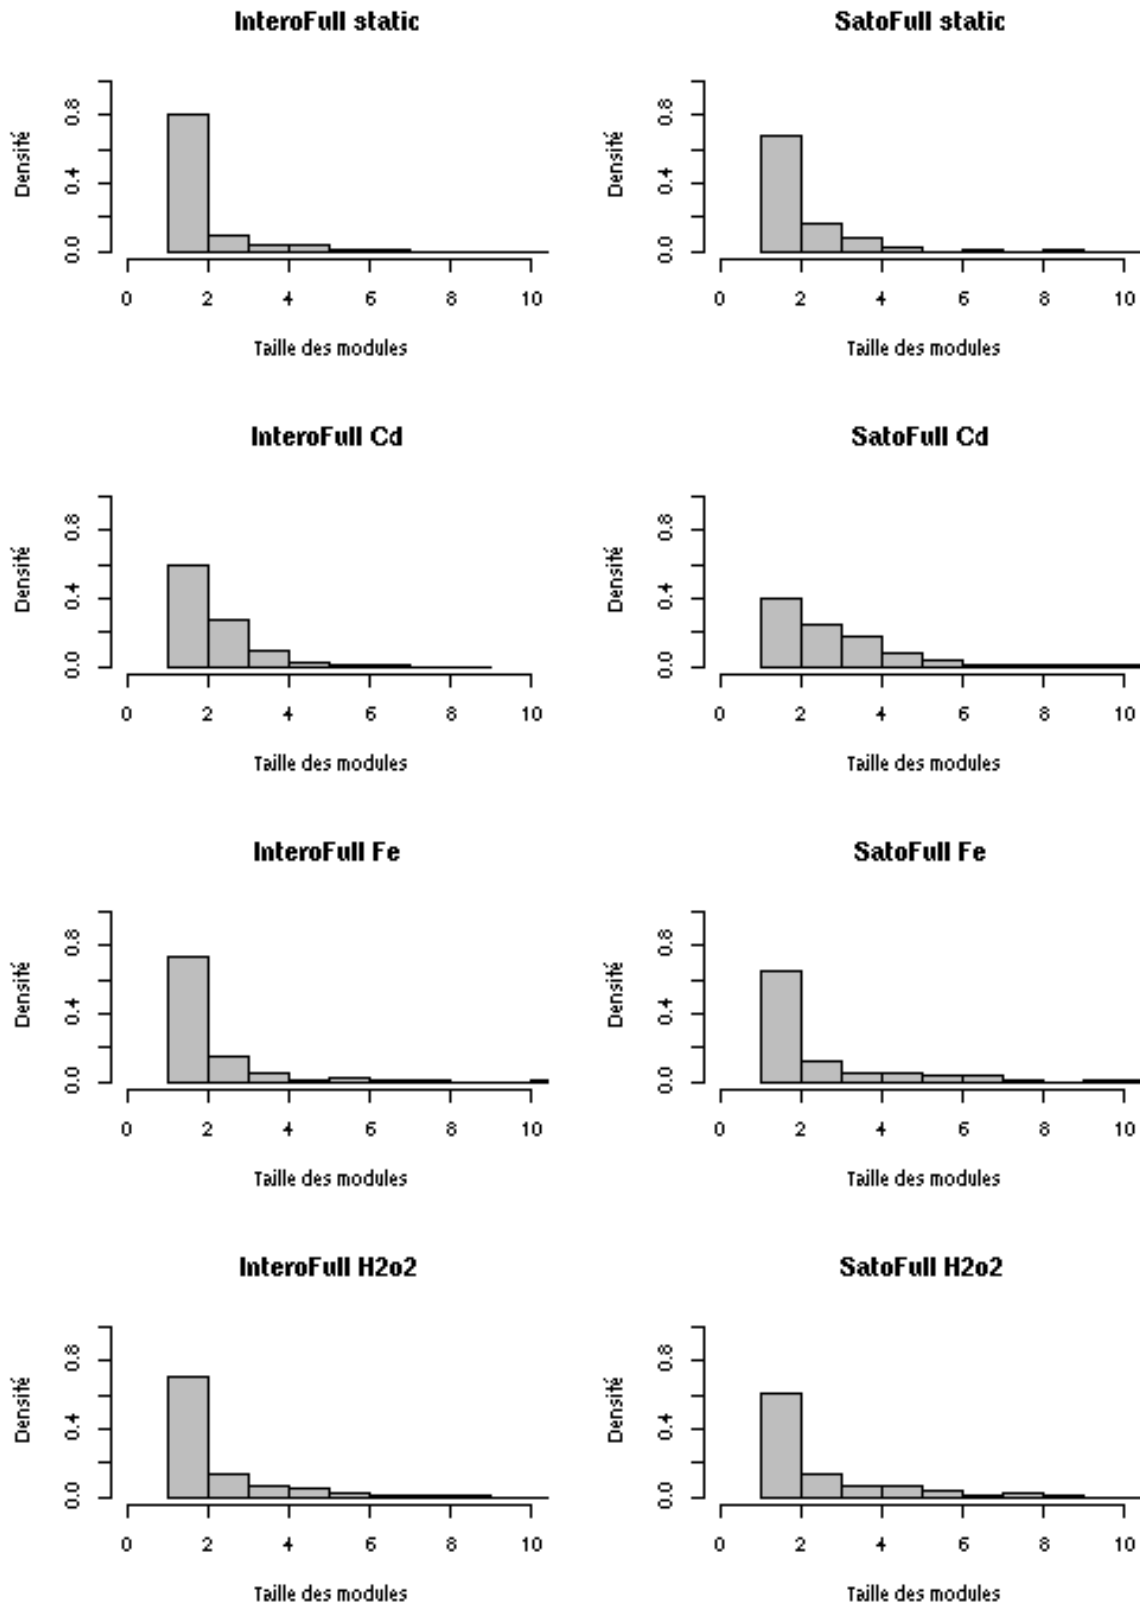 InteroFull static
SatoFull static
Densité
0.0 0.4 0.8
0 2 4 6 8 10
Taille des modules
Densité
0.0 0.4 0.8
0 2 4 6 8 10
Taille des modules
InteroFull Cd
SatoFull Cd
Densité
0.0 0.4 0.8
0 2 4 6 8 10
Taille des modules
Densité
0.0 0.4 0.8
0 2 4 6 8 10
Taille des modules
InteroFull Fe
SatoFull Fe
Densité
0.0 0.4 0.8
0 2 4 6 8 10
Taille des modules
Densité
0.0 0.4 0.8
0 2 4 6 8 10
Taille des modules
InteroFull H2o2
SatoFull H2o2
Densité
0.0 0.4 0.8
0 2 4 6 8 10
Taille des modules
Densité
0.0 0.4 0.8
0 2 4 6 8 10
Taille des modules